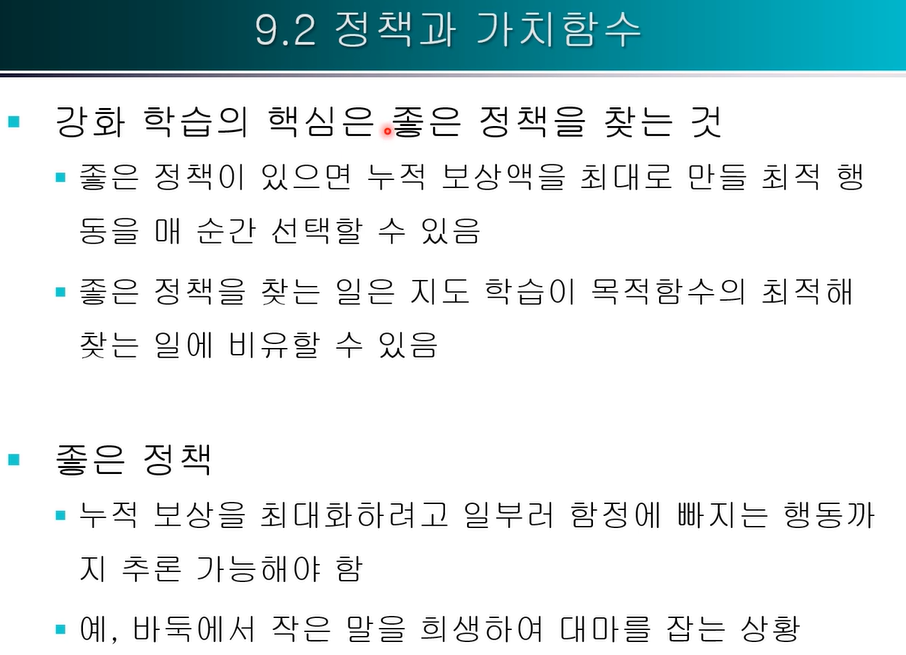 9.2 정책과 가치함수
강화 학습의 핵심은 좋은 정책을 찾는 것
좋은 정책이 있으면 누적 보상액을 최대로 만들 최적 행
동을 매 순간 선택할 수 있음
좋은 정책을 찾는 일은 지도 학습이 목적함수의 최적해
찾는 일에 비유할 수 있음
좋은 정책
누적 보상을 최대화하려고 일부러 함정에 빠지는 행동까
지 추론 가능해야 함
예, 바둑에서 작은 말을 희생하여 대마를 잡는 상황